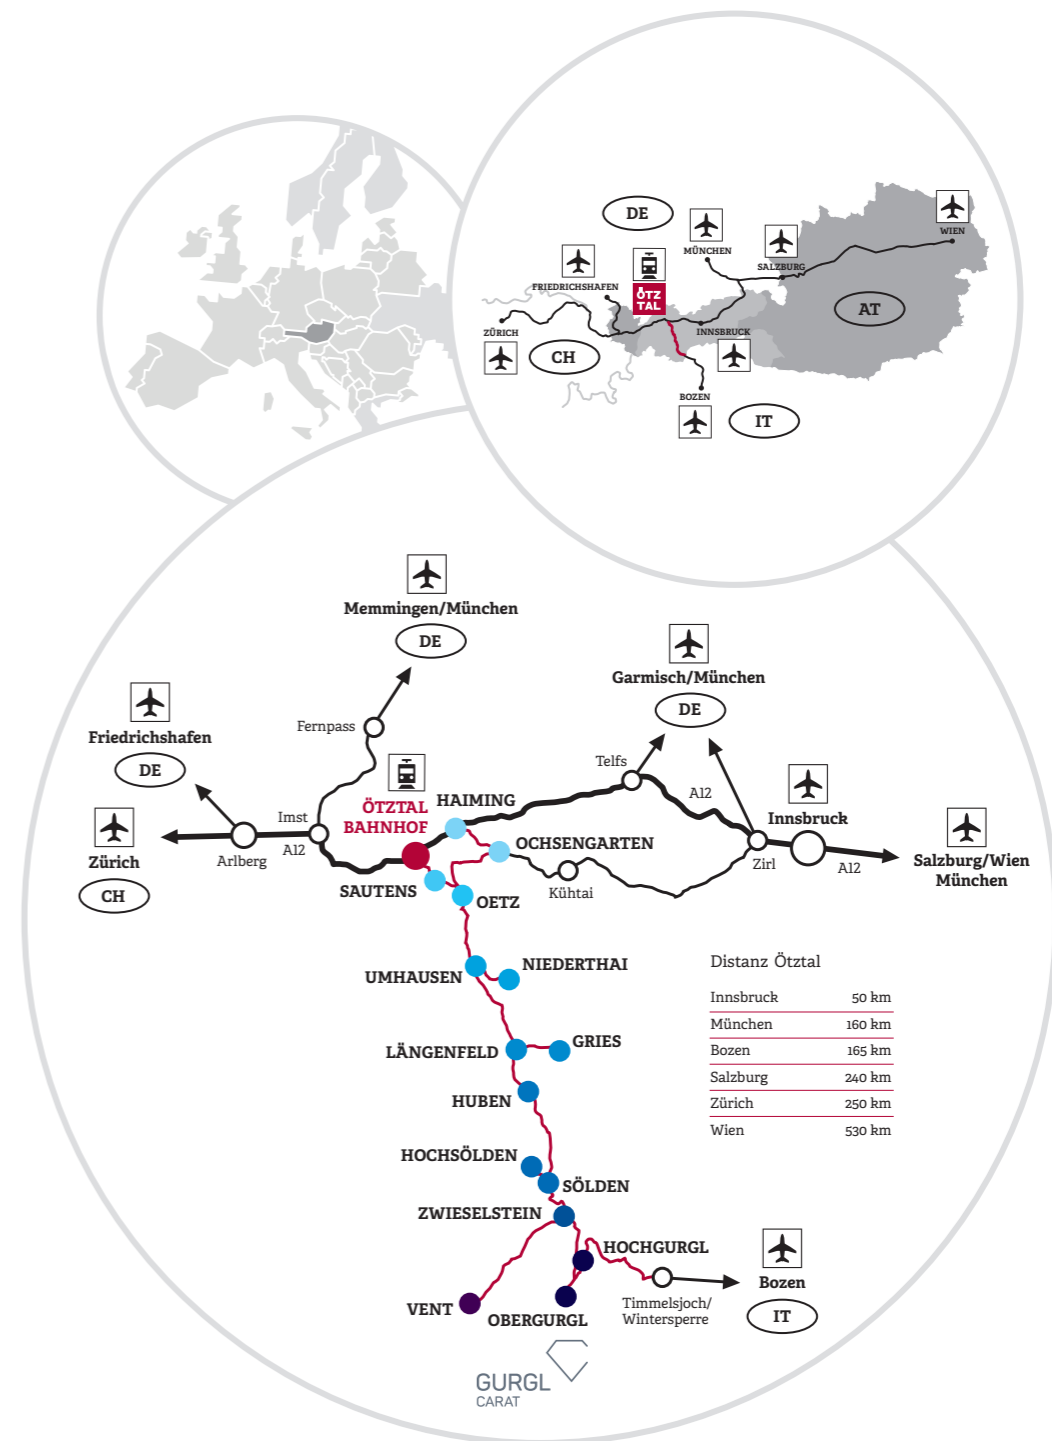 DE
MÜNCHEN
WIEN
SALZBURG
FRIEDRICHSHAFEN
ÖTZ
TAL
AT
ZÜRICH
INNSBRUCK
CH
BOZEN
IT
Memmingen/München
DE
Garmisch/München
DE
Fernpass
Friedrichshafen
DE
Telfs
A12
ÖTZTAL
BAHNHOF
HAIMING
Imst
A12
Innsbruck
Arlberg
Zürich
CH
OCHSENGARTEN
Kühtai
Zirl
A12
Salzburg/Wien
München
SAUTENS
OETZ
UMHAUSEN
NIEDERTHAI
Distanz Ötztal
Innsbruck 50 km
München 160 km
Bozen 165 km
Salzburg 240 km
Zürich 250 km
Wien 530 km
LÄNGENFELD
GRIES
HUBEN
HOCHSÖLDEN
SÖLDEN
ZWIESELSTEIN
HOCHGURGL
Bozen
IT
VENT
OBERGURGL
Timmelsjoch/
Wintersperre
GURGL
CARAT